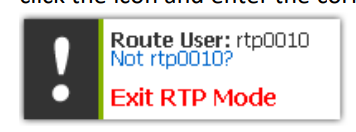 Route User: rtp0010
Not rtp0010?
Exit RTP Mode